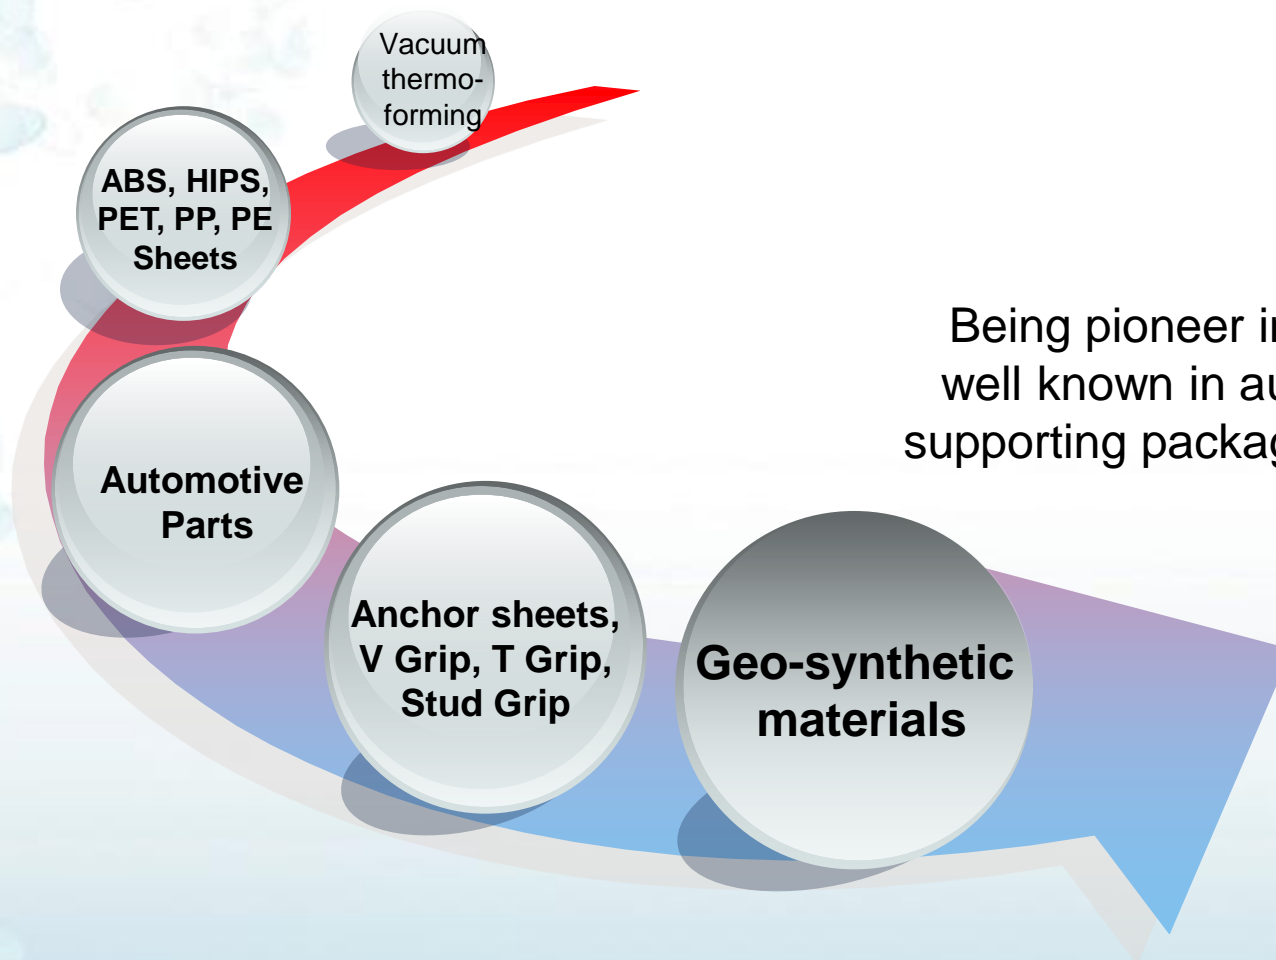 Vacuum
thermo-
forming
ABS, HIPS,
PET, PP, PE
Sheets
Automotive
Parts
Anchor sheets,
V Grip, T Grip,
Stud Grip
Geo-synthetic
materials
Being pioneer
well known in
supporting